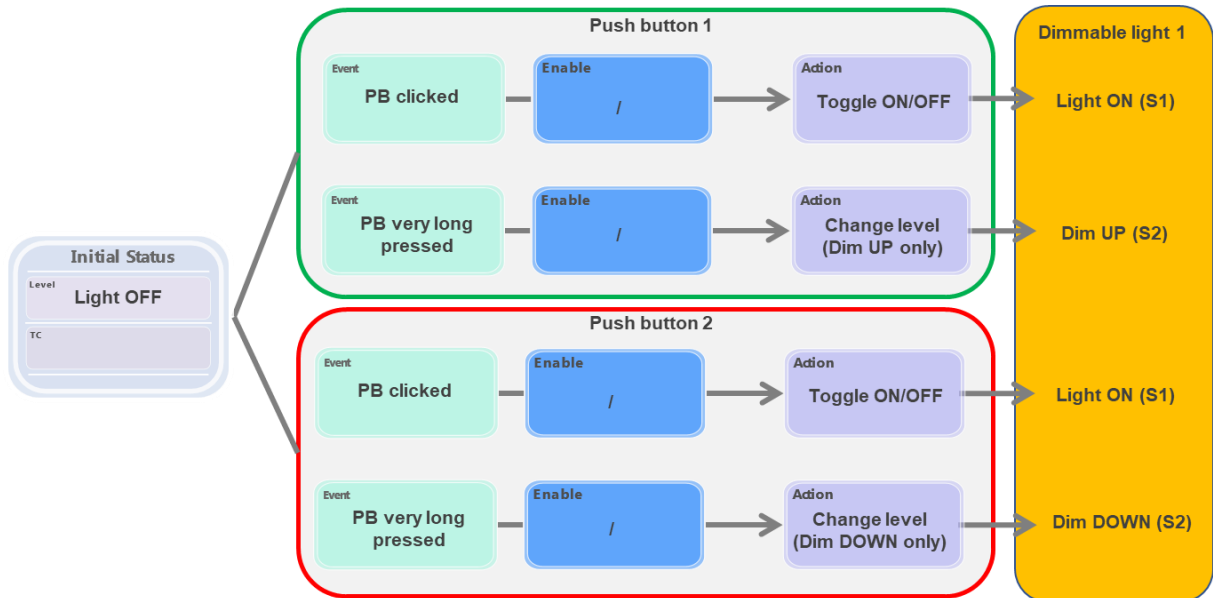 Push button 1
Dimmable light 1
Event
PB clicked
Enable
/
Action
Toggle ON/OFF
Light ON (S1)
Event
PB very long
pressed
Enable
/
Action
Change level
(Dim UP only)
Dim UP (S2)
Initial Status
Level
Light OFF
TC
Push button 2
Event
PB clicked
Enable
/
Action
Toggle ON/OFF
Light ON (S1)
Event
PB very long
pressed
Enable
/
Action
Change level
(Dim DOWN only)
Dim DOWN (S2)